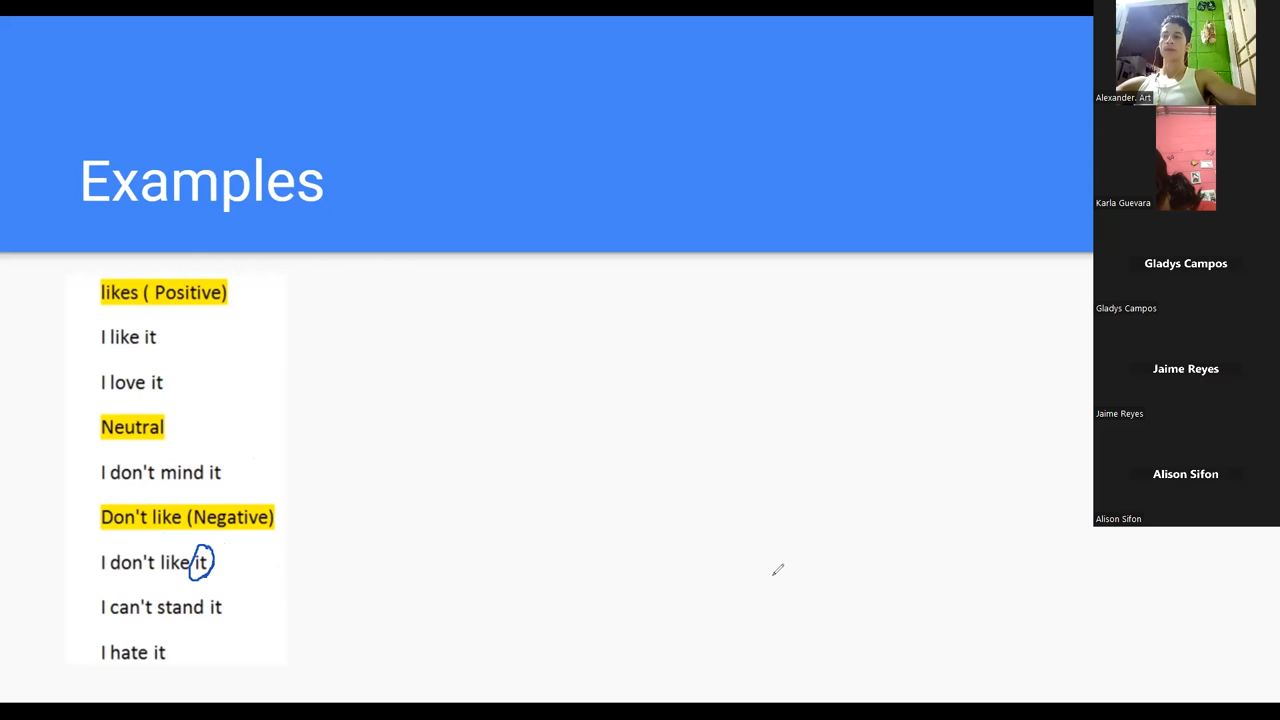 Examples
likes ( Positive)
I like it
I love it
Neutral
I don't mind it
Don't like (Negative)
I don't like it
I can't stand it
I hate it
Alexander. Art
Karla Guevara
Gladys Campos
Gladys Campos
Jaime Reyes
Jaime Reyes
Alison Sifon
Alison Sifon